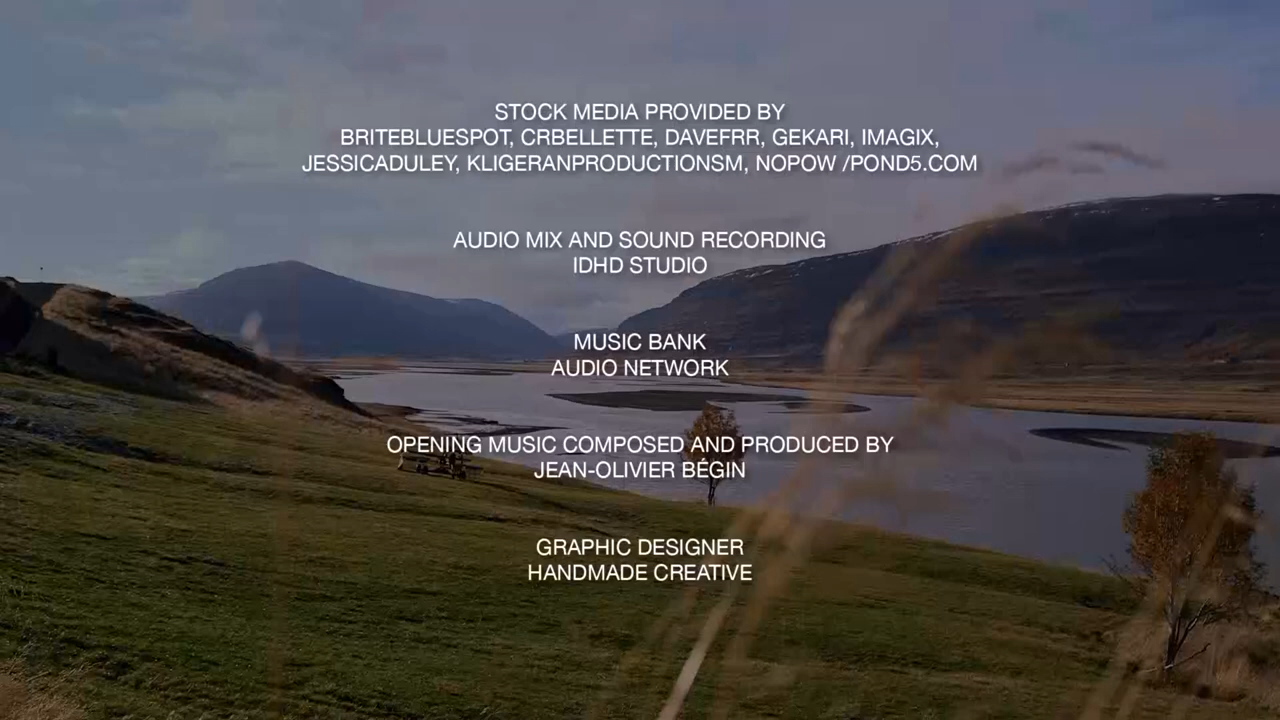 STOCK MEDIA PROVIDED BY
BRITEBLUESPOT, CRBELLETTE, DAVEFRR, GEKARI, IMAGIX,
JESSICADULEY, KLIGERANPRODUCTIONSM, NOPOW /POND5.COM
AUDIO MIX AND SOUND RECORDING
IDHD STUDIO
MUSIC BANK
AUDIO NETWORK
OPENING MUSIC COMPOSED AND PRODUCED BY
JEAN-OLIVIER BÉGIN
GRAPHIC DESIGNER
HANDMADE CREATIVE